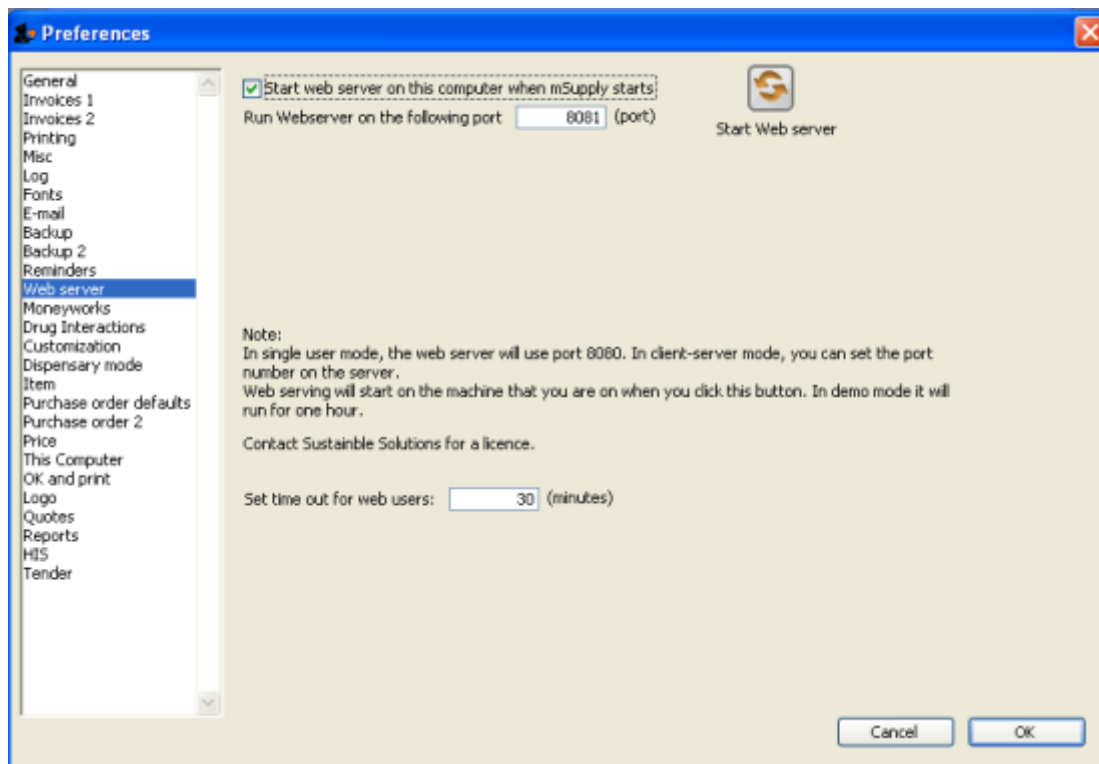 Preferences
General
Invoices 1
Invoices 2
Printing
Misc
Log
Fonts
E-mail
Backup
Backup 2
Reminders
Web server
Moneyworks
Drug Interactions
Customization
Dispensary mode
Item
Purchase order defaults
Purchase order 2
Price
This Computer
OK and print
Logo
Quotes
Reports
HIS
Tender
Start web server on this computer when mSupply starts
Run Webserver on the following port 8081 (port)
Start Web server
Note:
In single user mode, the web server will use port 8080. In client-server mode, you can set the port
number on the server.
Web serving will start on the machine that you are on when you click this button. In demo mode it will
run for one hour.
Contact Sustainble Solutions for a licence.
Set time out for web users: 30 (minutes)
Cancel
OK